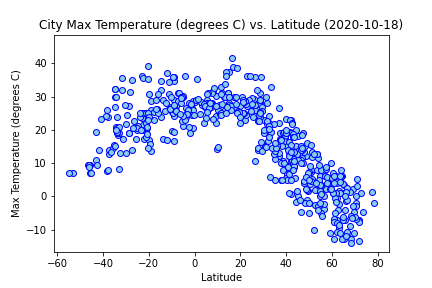 City Max Temperature (degrees C) vs. Latitude (2020-10-18)
Max Temperature (degrees C)
40
30
20
10
0
−10
−60 −40 −20 0 20 40 60 80
Latitude